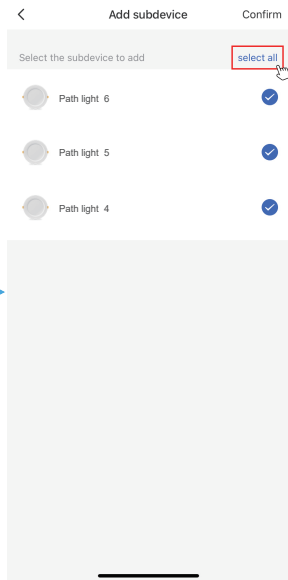 Add subdevice Confirm
Select the subdevice to add select all
Path light 6
Path light 5
Path light 4